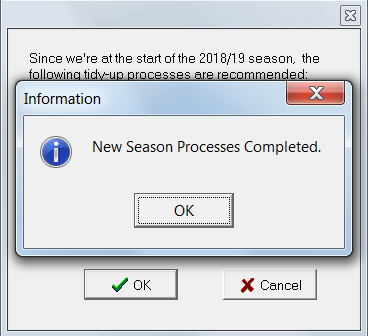 Since we're at the start of the 2018/19 season, the
following tidy-up processes are recommended:
Information
New Season Processes Completed.
OK
OK
Cancel